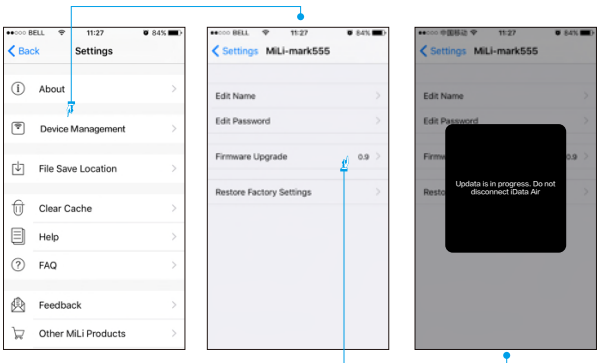 BELL 11:27 84%
Back Settings
About
Device Management
File Save Location
Clear Cache
Help
FAQ
Feedback
Other MiLi Products
BELL 11:27 84%
Settings MiLi-mark555
Edit Name
Edit Password
Firmware Upgrade 0.9
Restore Factory Settings
中国移动 11:27 84%
Settings MiLi-mark555
Edit Name
Edit Password
Firmw 0.9
Resto
Updata is in progress. Do not
disconnect iData Air